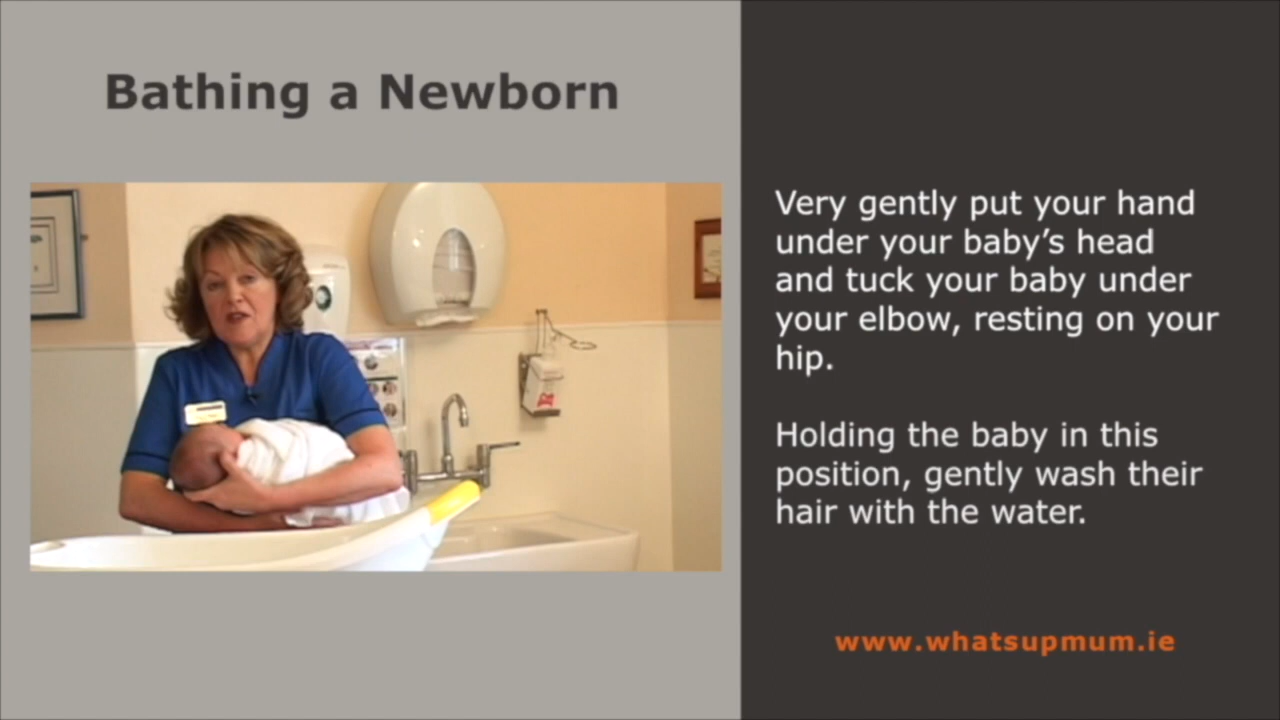 Bathing a Newborn
Very gently put your hand
under your baby’s head
and tuck your baby under
your elbow, resting on your
hip.
Holding the baby in this
position, gently wash their
hair with the water.
www.whatsupmum.ie